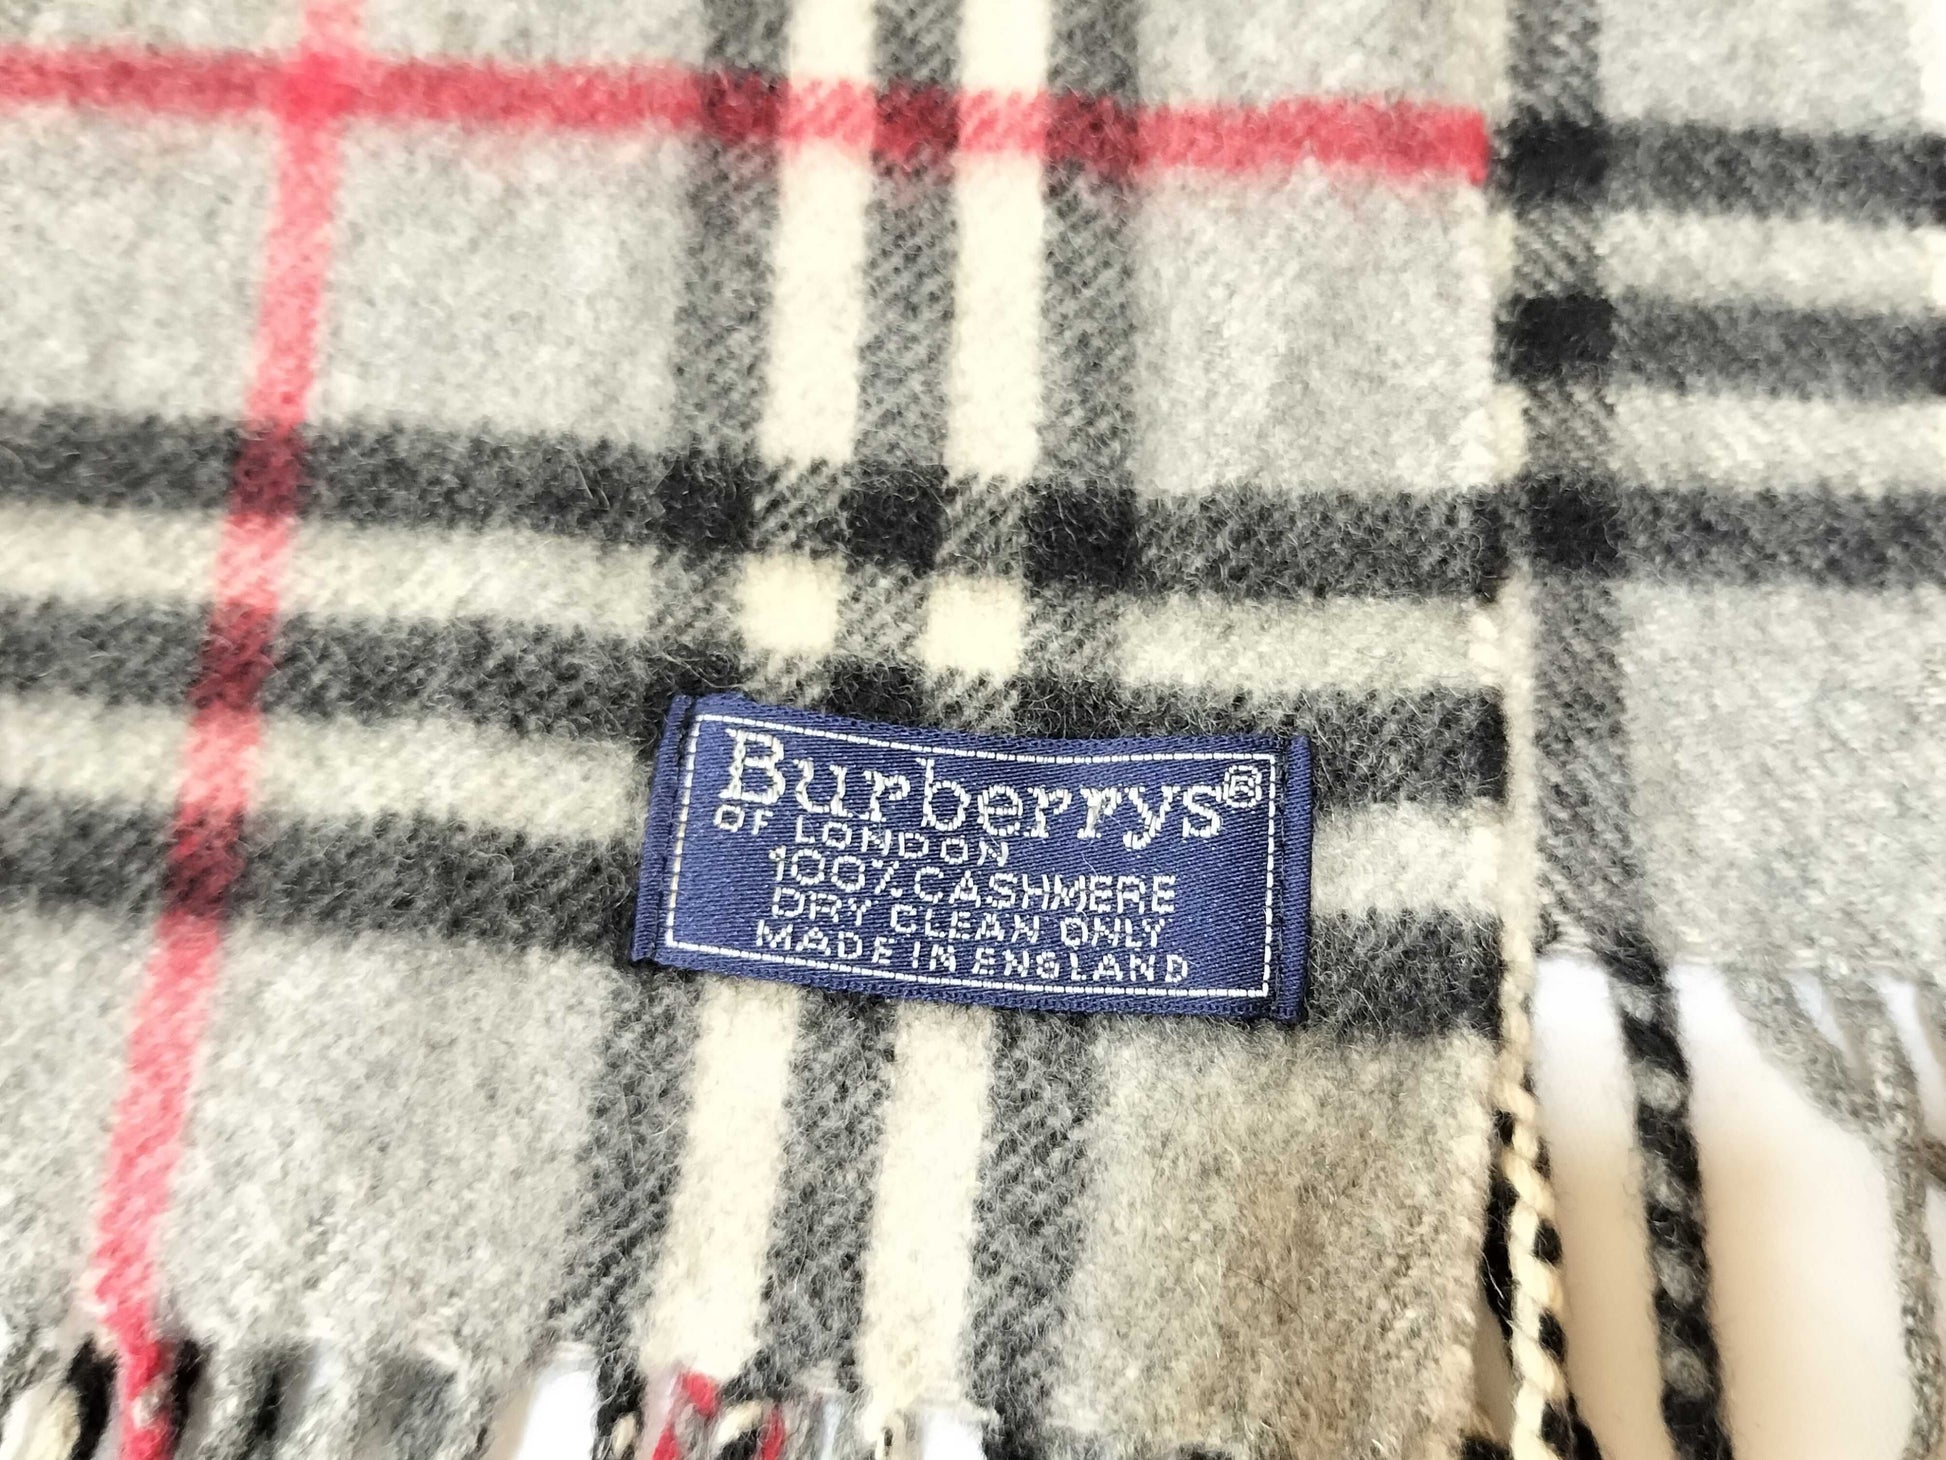 Burberrys®
OF LONDON
100% CASHMERE
DRY CLEAN ONLY
MADE IN ENGLAND